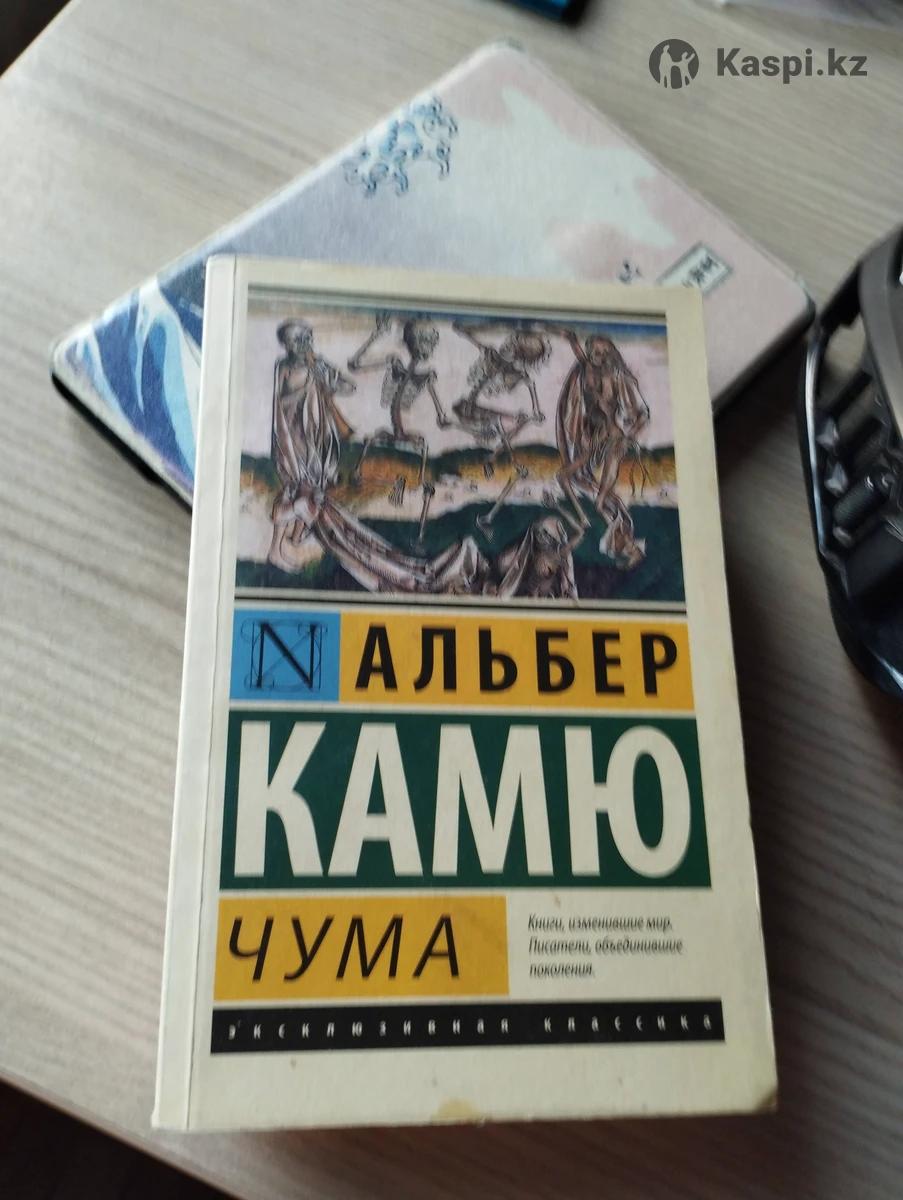 Kaspi.kz
N
АЛЬБЕР
КАМЮ
ЧУМА
Книги, изменившие мир.
Писатели, объединившие
поколения.
эксклюзивная классика